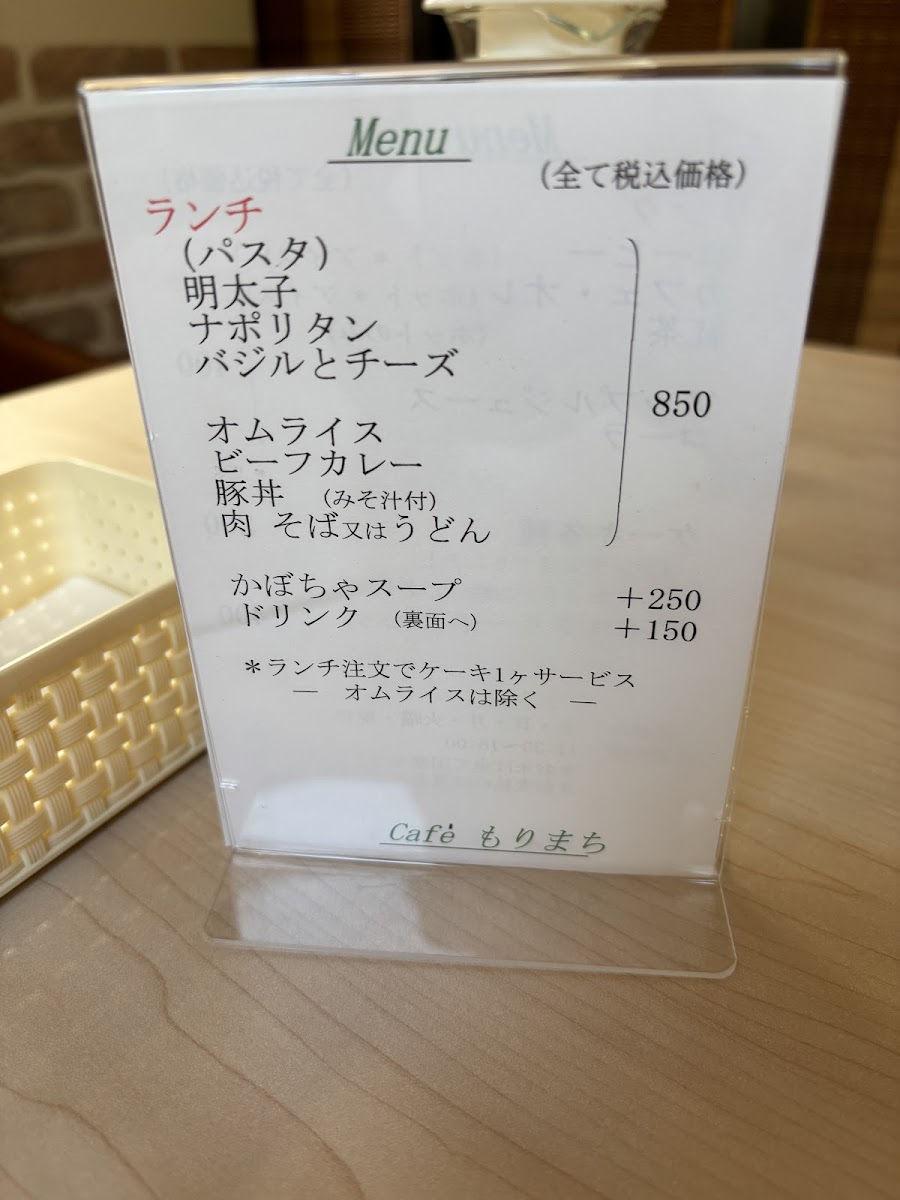 Menu
(全て税込価格)
ランチ
(パスタ)
明太子
ナポリタン
バジルとチーズ
850
オムライス
ビーフカレー
豚丼 (みそ汁付)
肉 そば又はうどん
かぼちゃスープ +250
ドリンク (裏面へ) +150
*ランチ注文でケーキ1ヶサービス
― オムライスは除く ―
Café もりまち